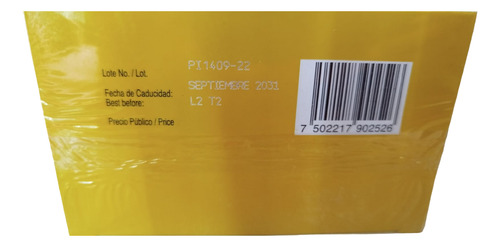 Lote No. / Lot. PI1409-22
Fecha de Caducidad: SEPTIEMBRE 2031
Best before: L2 T2
Precio Público / Price
7 502217 902526